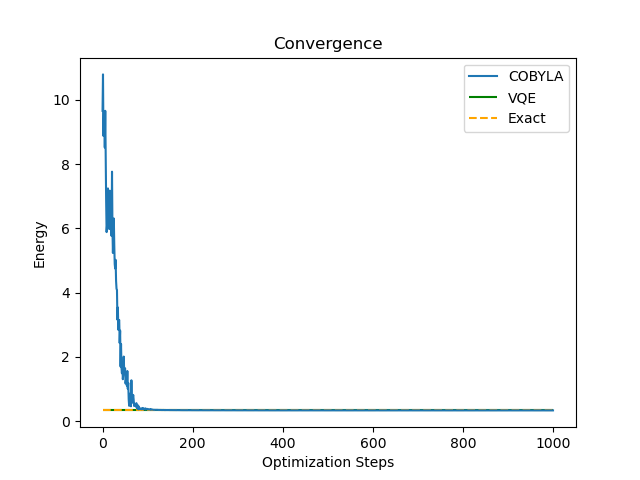 Convergence
COBYLA
VQE
Exact
Energy
10
8
6
4
2
0
0 200 400 600 800 1000
Optimization Steps